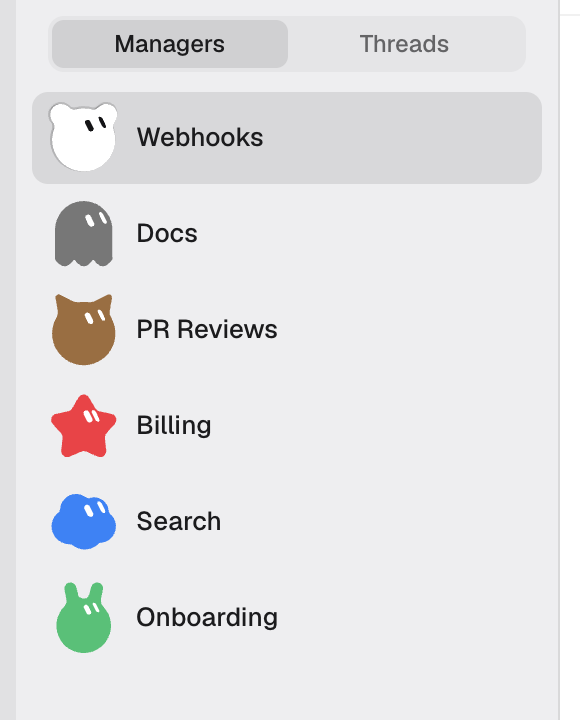 Managers
Threads
Webhooks
Docs
PR Reviews
Billing
Search
Onboarding